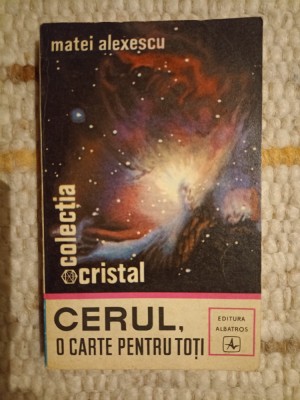 matei alexescu
colecția
cristal
CERUL,
O CARTE PENTRU TOȚI
EDITURA
ALBATROS